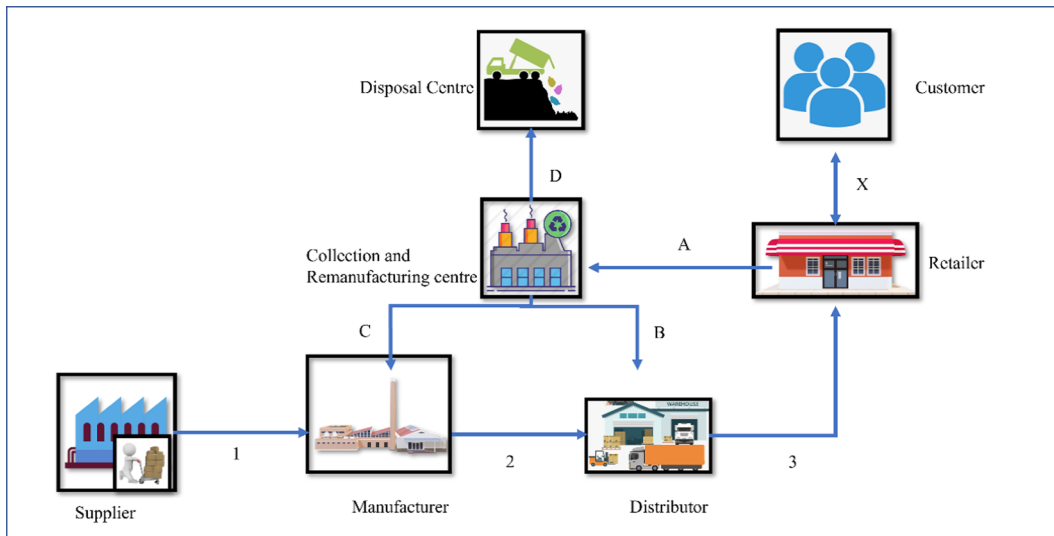 Disposal Centre
Customer
D
X
Collection and
Remanufacturing centre
A
Retailer
C
B
WAREHOUSE
1
2
3
Supplier
Manufacturer
Distributor